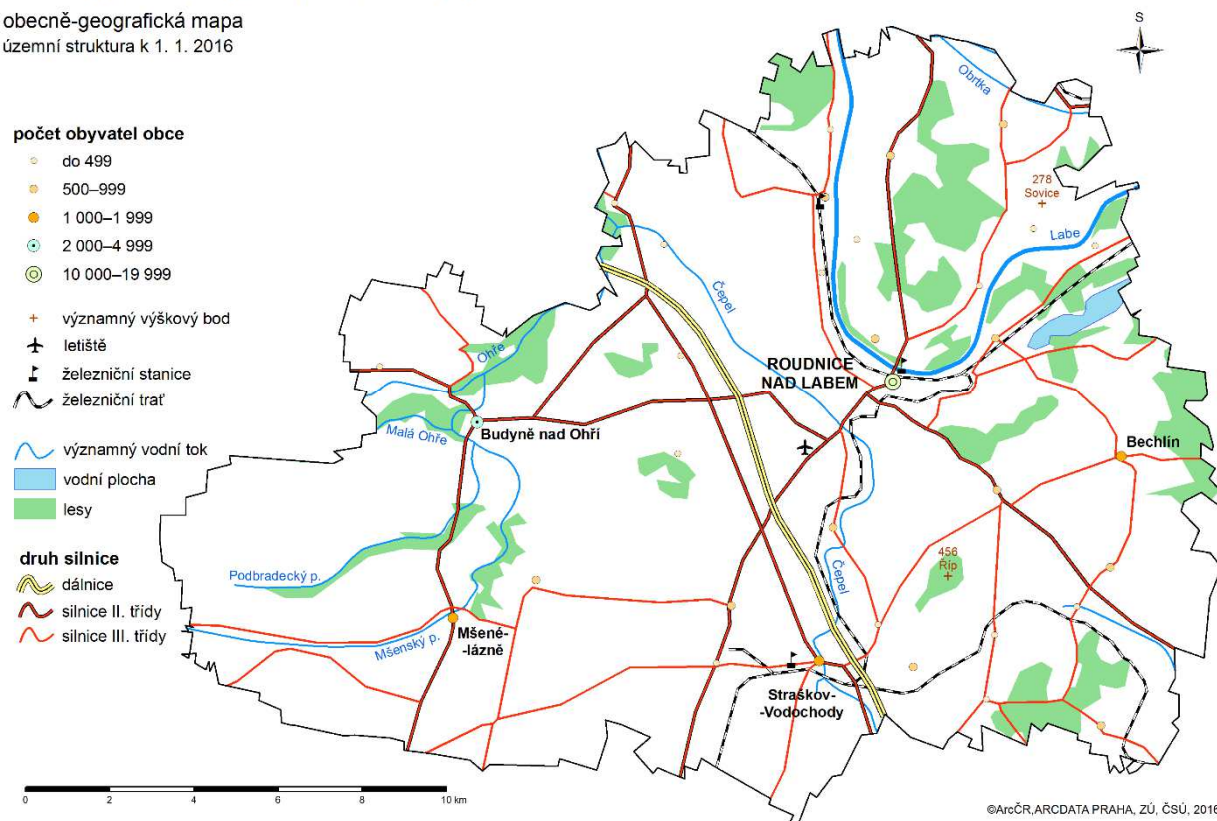 obecně-geografická mapa
územní struktura k 1. 1. 2016
S
počet obyvatel obce
do 499
500–999
1 000–1 999
2 000–4 999
10 000–19 999
významný výškový bod
letiště
železniční stanice
železniční trať
významný vodní tok
vodní plocha
lesy
druh silnice
dálnice
silnice II. třídy
silnice III. třídy
Obrtka
278
Sovice
Labe
Čepel
Ohře
ROUDNICE
NAD LABEM
Malá Ohře
Budyně nad Ohří
Bechlín
456
Říp
Čepel
Podbradecký p.
Mšenský p.
Mšené-
-lázně
Straškov-
-Vodochody
0 2 4 6 8 10 km
©ArcČR,ARCDATA PRAHA, ZÚ, ČSÚ, 2016